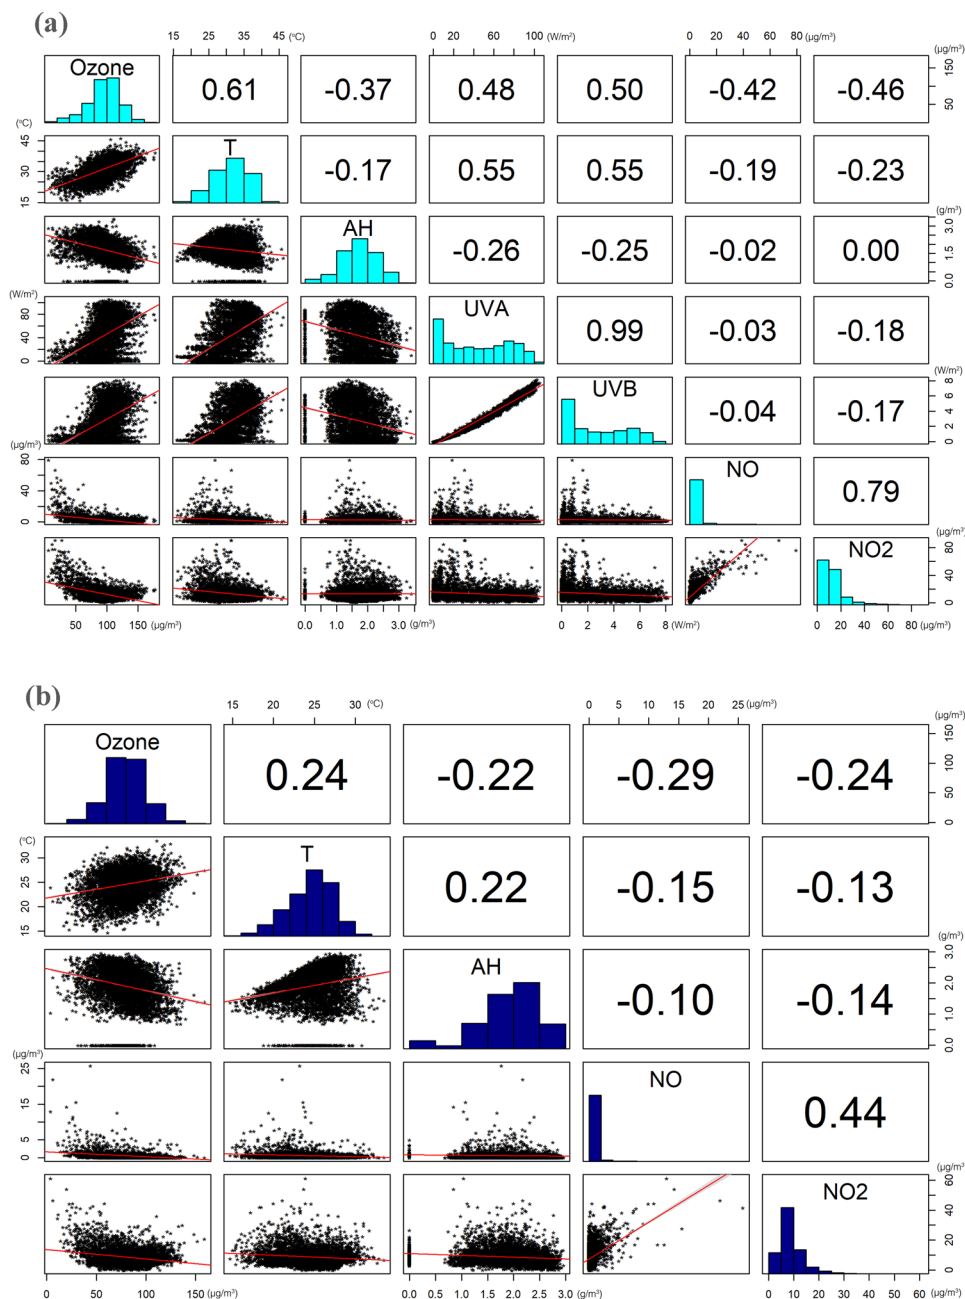 (a)
15 25 35 45 (°C)
0 20 40 60 100 (W/m²)
0 20 40 60 80 (µg/m³)
(µg/m³)
Ozone 0.61 -0.37 0.48 0.50 -0.42 -0.46 50 150
(°C)
15 30 45 T -0.17 0.55 0.55 -0.19 -0.23
(g/m³)
AH -0.26 -0.25 -0.02 0.00 0.0 1.5 3.0
(W/m²)
0 40 80 UVA 0.99 -0.03 -0.18
(W/m²)
UVB -0.04 -0.17 0 2 4 6 8
(µg/m³)
0 40 80 NO 0.79
(µg/m³)
NO2 0 40 80
50 100 150 (µg/m³)
0.0 1.0 2.0 3.0 (g/m³)
0 2 4 6 8 (W/m²)
0 20 40 60 80 (µg/m³)
(b)
15 20 25 30 (°C)
0 5 10 15 20 25 (µg/m³)
(µg/m³)
Ozone 0.24 -0.22 -0.29 -0.24 0 50 100 150
(°C)
15 20 25 30 T 0.22 -0.15 -0.13
(g/m³)
AH -0.10 -0.14 0.0 1.0 2.0 3.0
(µg/m³)
0 5 15 25 NO 0.44
(µg/m³
NO2 0 20 40 60
0 50 100 150 (µg/m³)
0.0 0.5 1.0 1.5 2.0 2.5 3.0 (g/m³)
0 10 20 30 40 50 60
(µg/m³)